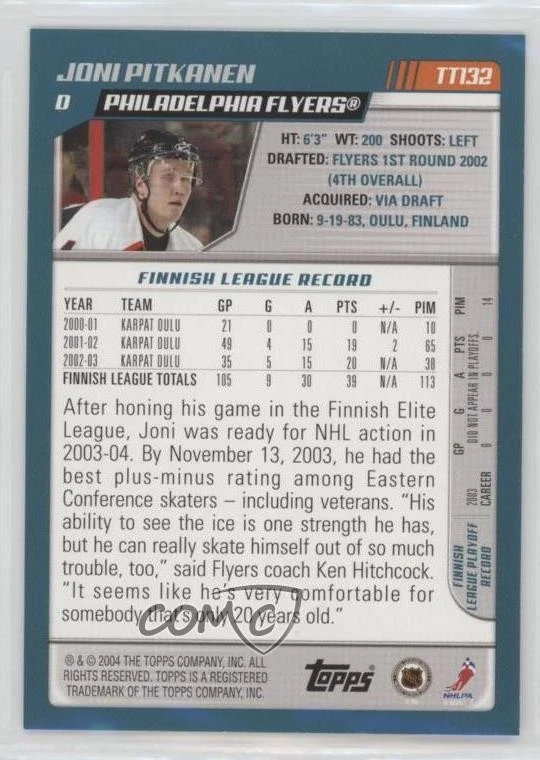 JONI PITKANEN
TT132
D PHILADELPHIA FLYERS®
HT: 6'3" WT: 200 SHOOTS: LEFT
DRAFTED: FLYERS 1ST ROUND 2002
(4TH OVERALL)
ACQUIRED: VIA DRAFT
BORN: 9-19-83, OULU, FINLAND
FINNISH LEAGUE RECORD
YEAR TEAM GP G A PTS +/- PIM
2000-01 KARPAT OULU 21 0 0 0 N/A 10
2001-02 KARPAT OULU 49 4 15 19 2 65
2002-03 KARPAT OULU 35 5 15 20 N/A 38
FINNISH LEAGUE TOTALS 105 9 30 39 N/A 113
FINNISH
LEAGUE PLAYOFF
RECORD
GP G A PTS PIM
2003 DID NOT APPEAR IN PLAYOFFS.
CAREER 6 0 0 0 14
After honing his game in the Finnish Elite
League, Joni was ready for NHL action in
2003-04. By November 13, 2003, he had the
best plus-minus rating among Eastern
Conference skaters – including veterans. "His
ability to see the ice is one strength he has,
but he can really skate himself out of so much
trouble, too," said Flyers coach Ken Hitchcock.
"It seems like he's very comfortable for
somebody that's only 20 years old."
COMC
® & © 2004 THE TOPPS COMPANY, INC. ALL
RIGHTS RESERVED. TOPPS IS A REGISTERED
TRADEMARK OF THE TOPPS COMPANY, INC.
Topps
NHL
NHLPA